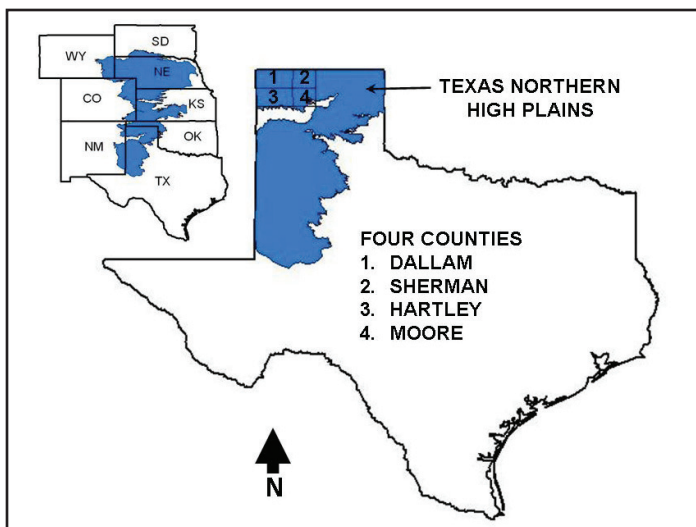 SD
WY
NE
CO
KS
NM
OK
TX
1 2
3 4
TEXAS NORTHERN
HIGH PLAINS
FOUR COUNTIES
1. DALLAM
2. SHERMAN
3. HARTLEY
4. MOORE
N